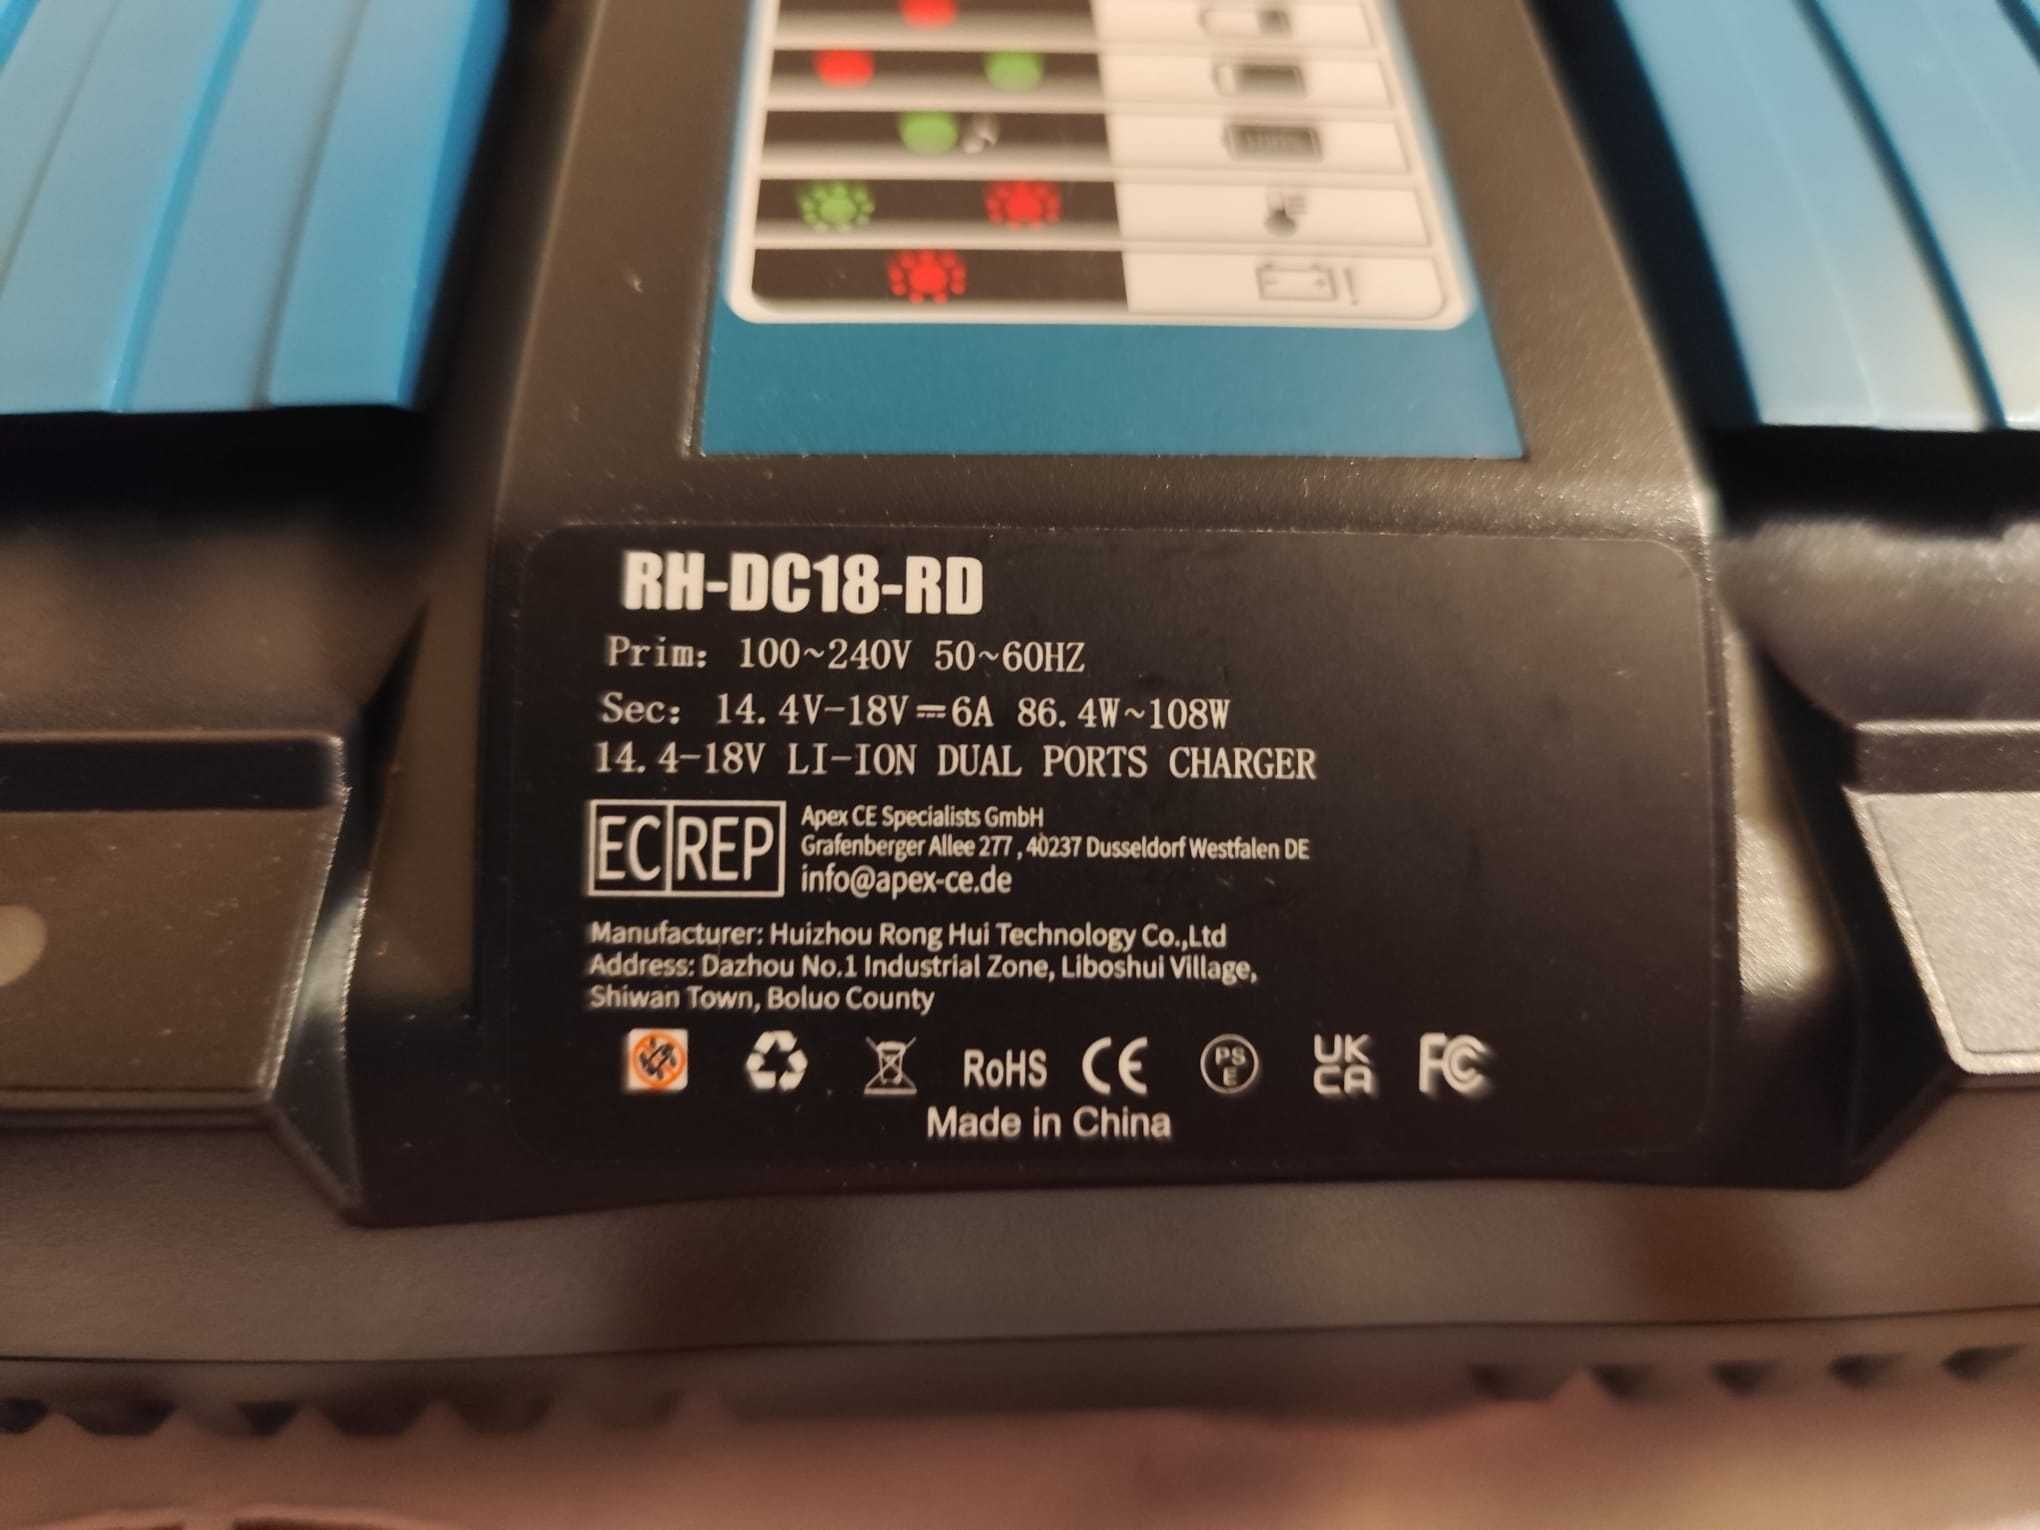 RH-DC18-RD
Prim: 100~240V 50~60HZ
Sec: 14.4V-18V⎓6A 86.4W~108W
14.4-18V LI-ION DUAL PORTS CHARGER
EC REP
Apex CE Specialists GmbH
Grafenberger Allee 277 , 40237 Dusseldorf Westfalen DE
info@apex-ce.de
Manufacturer: Huizhou Rong Hui Technology Co.,Ltd
Address: Dazhou No.1 Industrial Zone, Liboshui Village,
Shiwan Town, Boluo County
RoHS CE PSE UKCA FC
Made in China